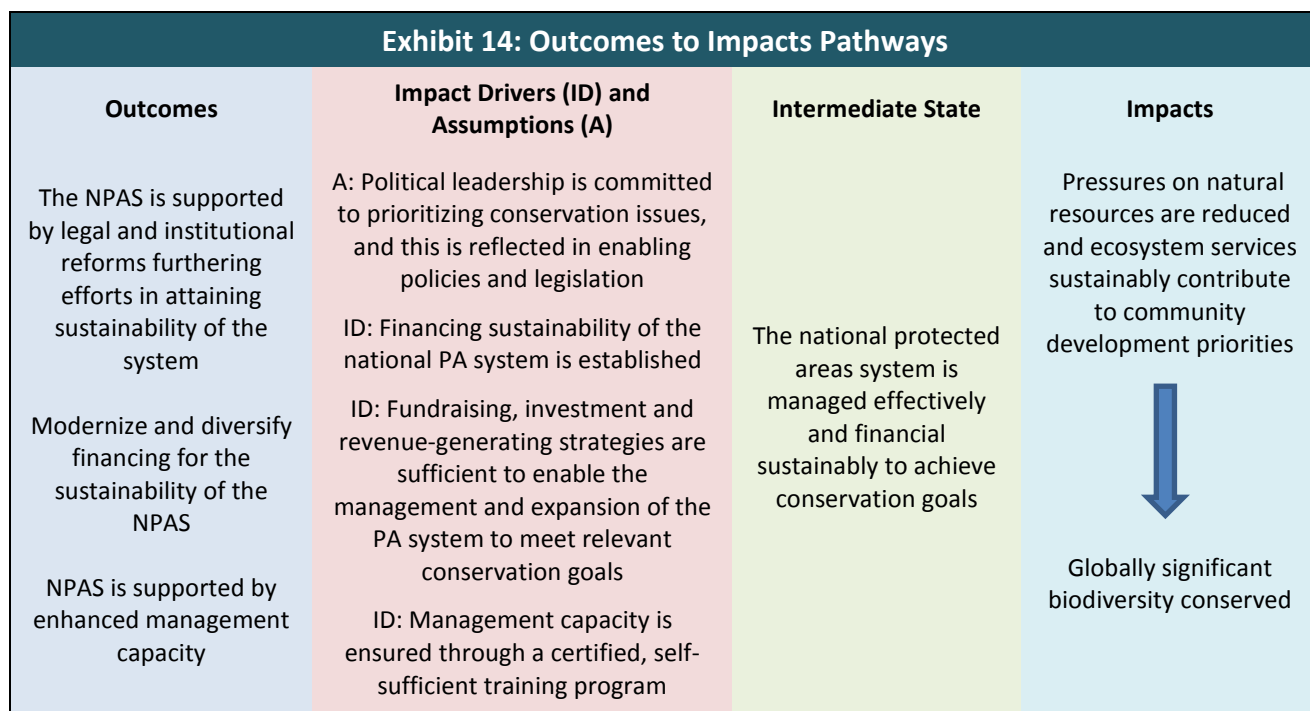 Exhibit 14: Outcomes to Impacts Pathways
Outcomes
The NPAS is supported
by legal and institutional
reforms furthering
efforts in attaining
sustainability of the
system
Modernize and diversify
financing for the
sustainability of the
NPAS
NPAS is supported by
enhanced management
capacity
Impact Drivers (ID) and
Assumptions (A)
A: Political leadership is committed
to prioritizing conservation issues,
and this is reflected in enabling
policies and legislation
ID: Financing sustainability of the
national PA system is established
ID: Fundraising, investment and
revenue-generating strategies are
sufficient to enable the
management and expansion of the
PA system to meet relevant
conservation goals
ID: Management capacity is
ensured through a certified, self-
sufficient training program
Intermediate State
The national protected
areas system is
managed effectively
and financial
sustainably to achieve
conservation goals
Impacts
Pressures on natural
resources are reduced
and ecosystem services
sustainably contribute
to community
development priorities
Globally significant
biodiversity conserved